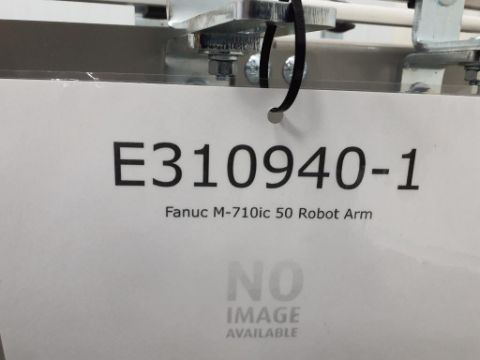 E310940-1
Fanuc M-710ic 50 Robot Arm
NO
IMAGE
AVAILABLE